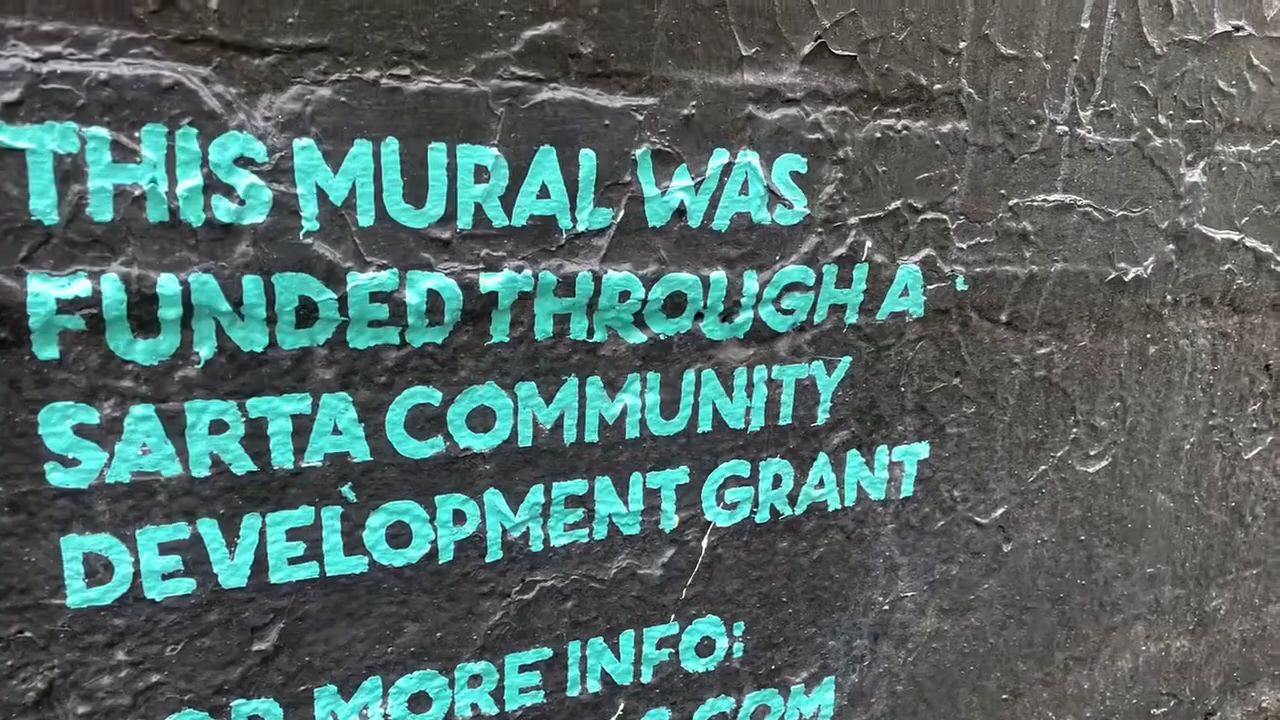 THIS MURAL WAS
FUNDED THROUGH A
SARTA COMMUNITY
DEVELOPMENT GRANT
MORE INFO: